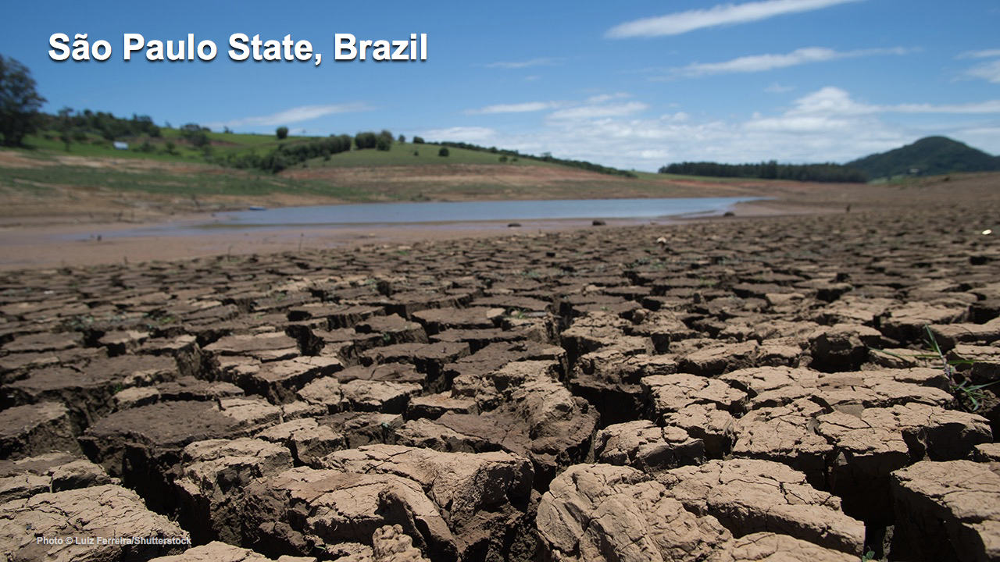 São Paulo State, Brazil
Photo © Luiz Ferreira/Shutterstock